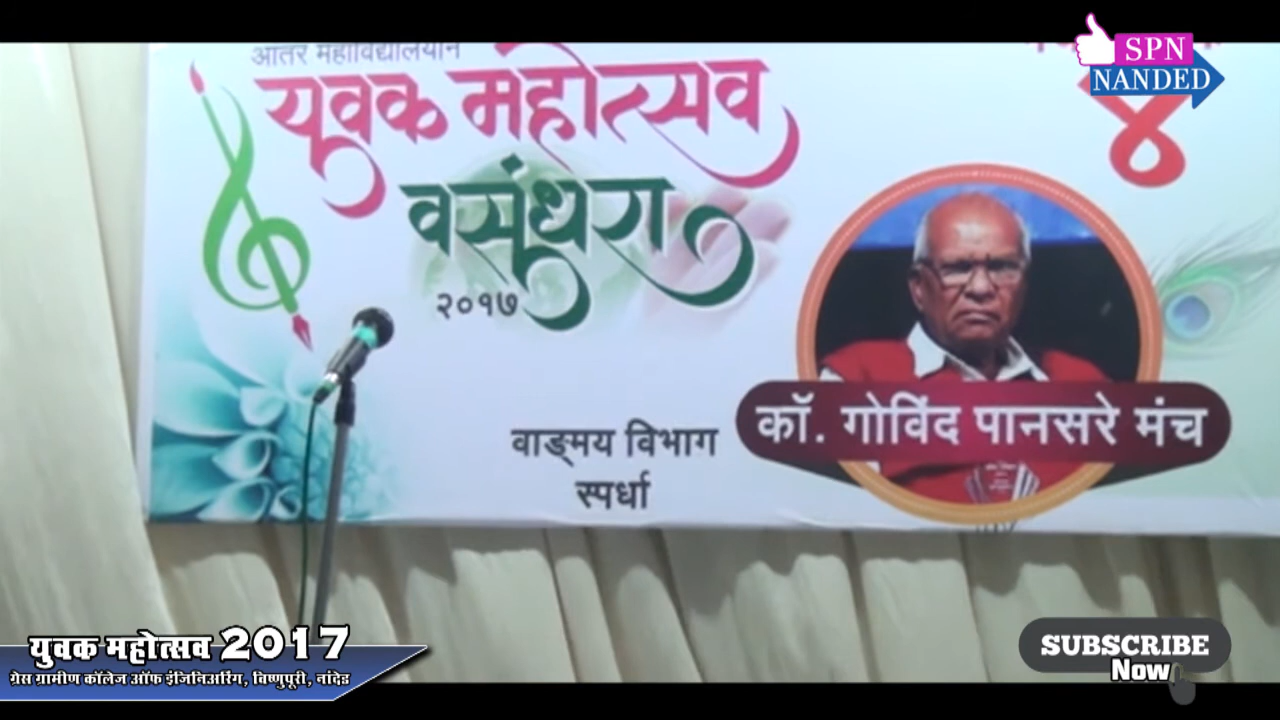 SPN
NANDED
आंतर महाविद्यालयीन
युवक महोत्सव
वसुंधरा
२०१७
४
वाङ्मय विभाग
स्पर्धा
कॉ. गोविंद पानसरे मंच
युवक महोत्सव 2017
ग्रेस ग्रामीण कॉलेज ऑफ इंजिनिअरिंग, विष्णुपूरी, नांदेड
SUBSCRIBE
Now